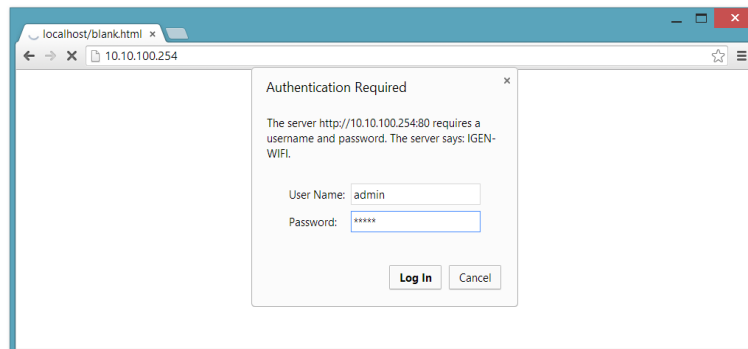 localhost/blank.html ×
10.10.100.254
Authentication Required
The server http://10.10.100.254:80 requires a
username and password. The server says: IGEN-
WIFI.
User Name: admin
Password: *****
Log In Cancel